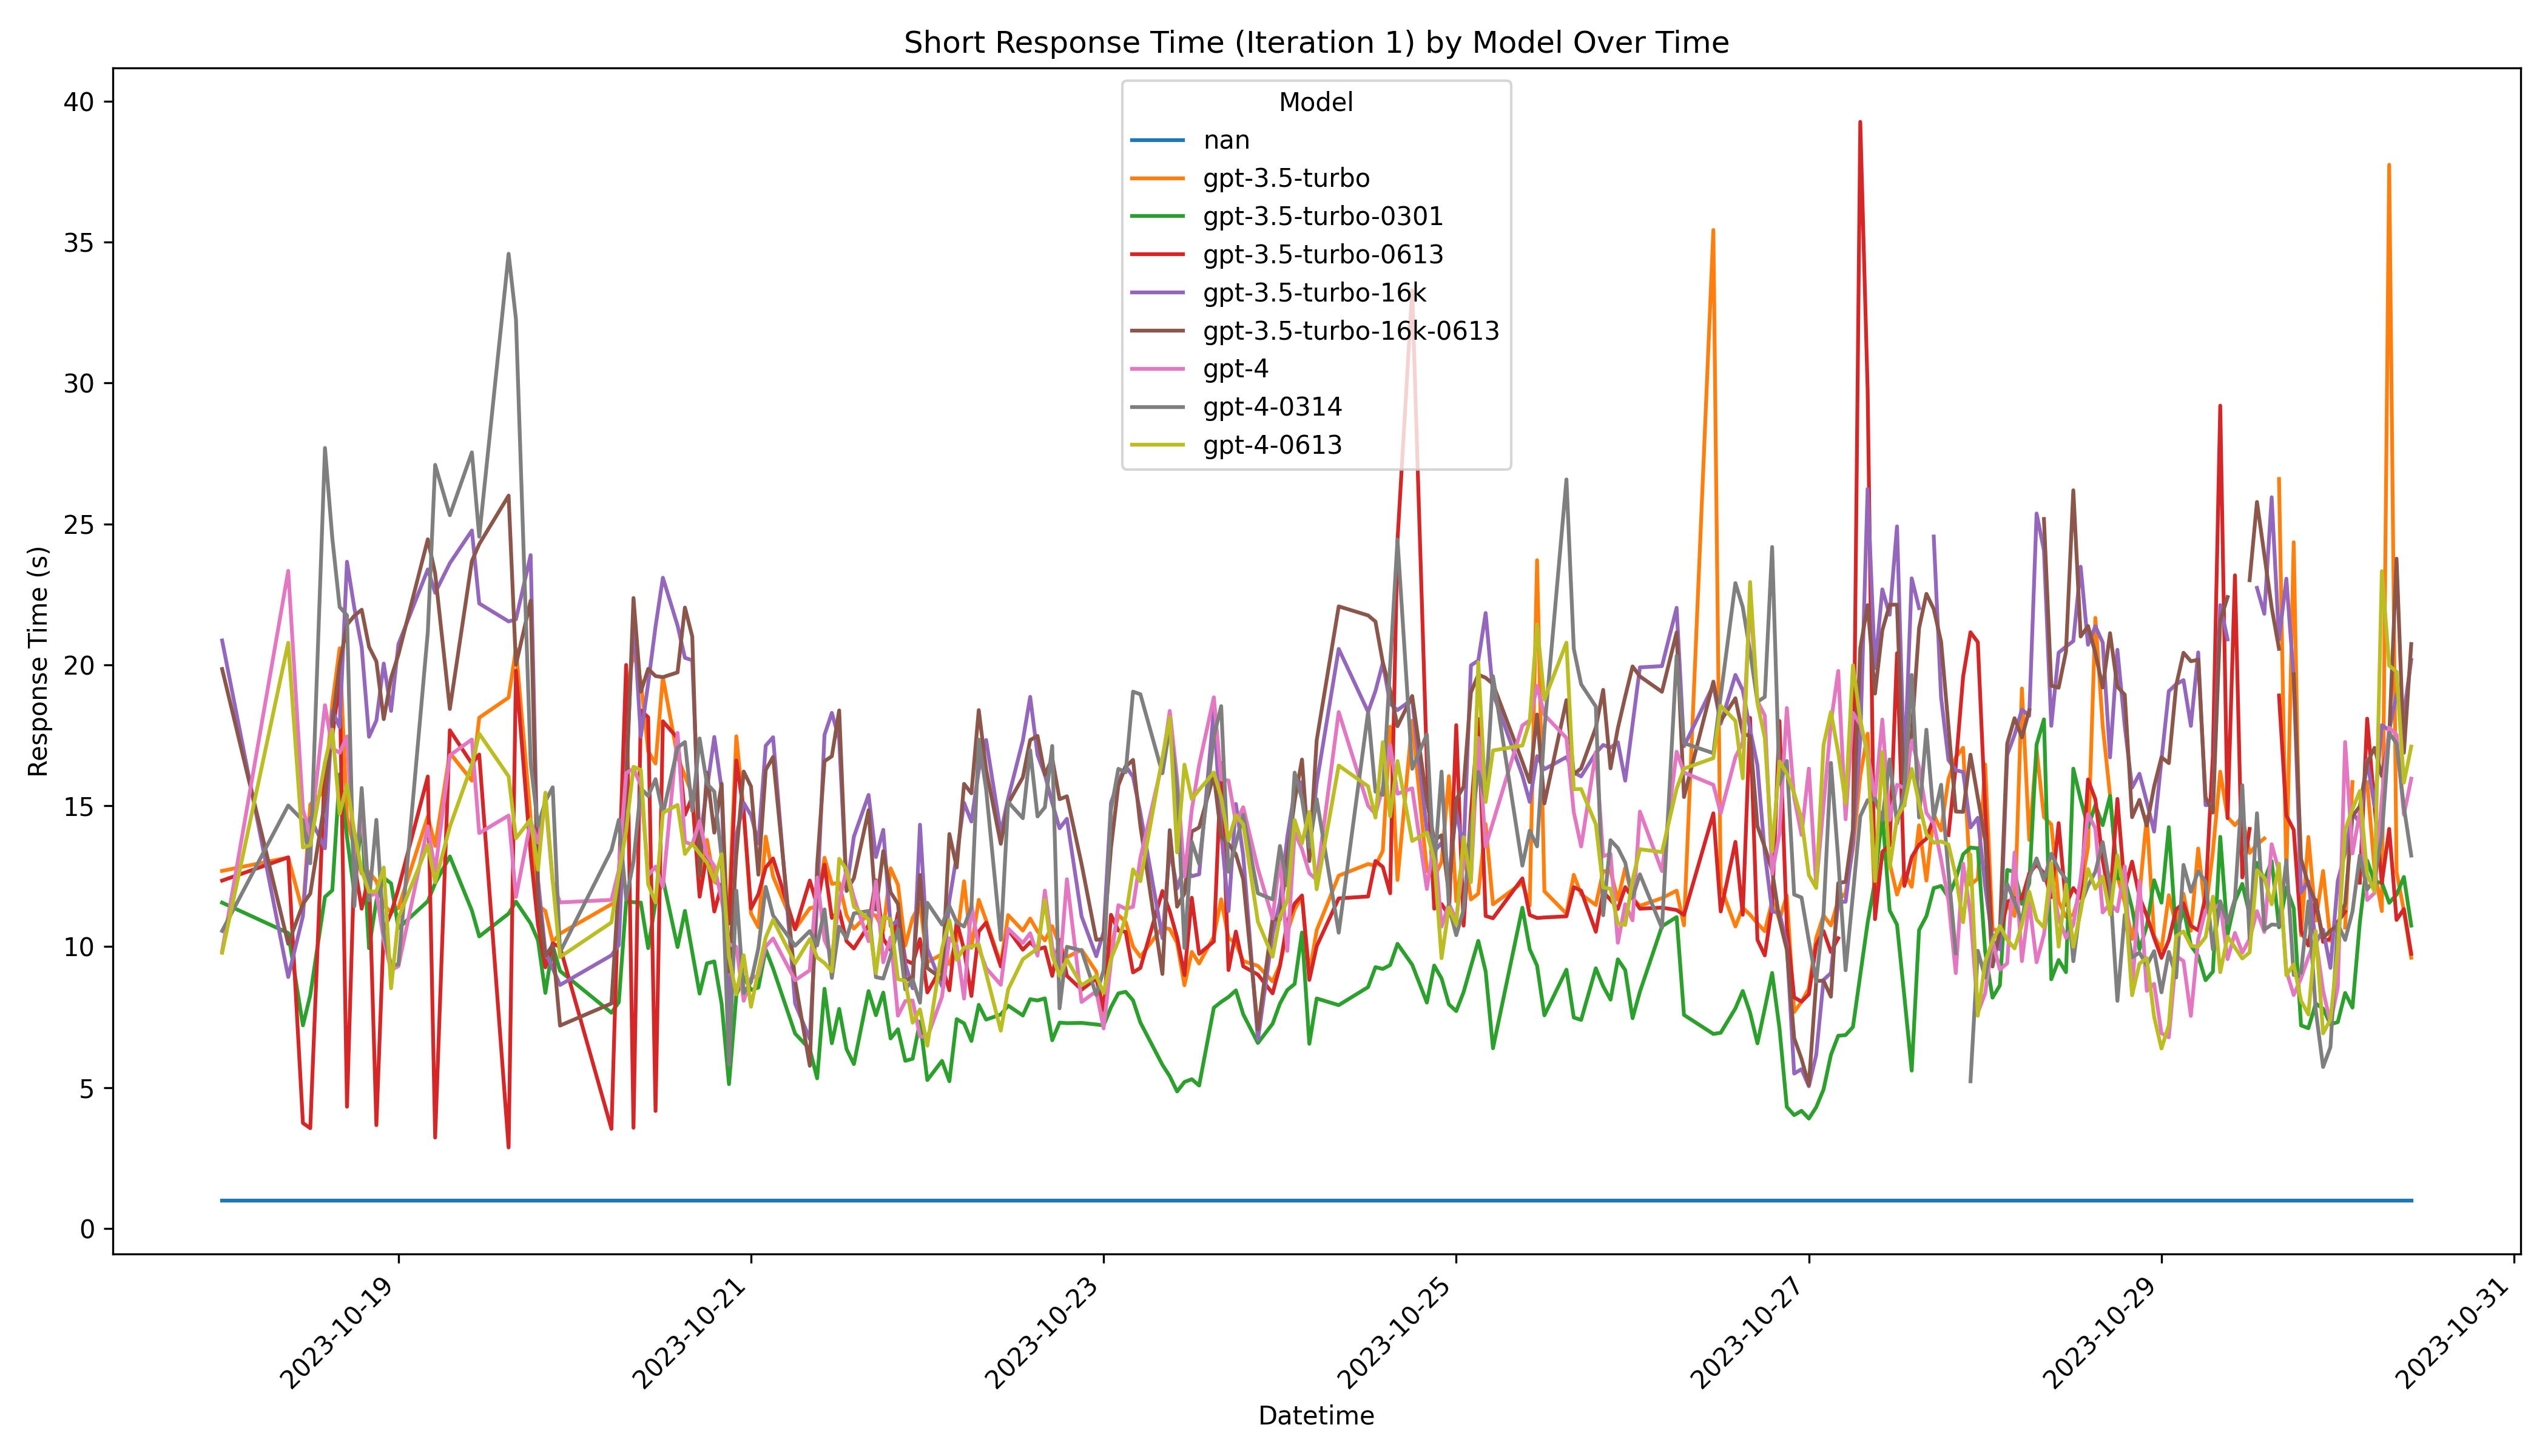 Short Response Time (Iteration 1) by Model Over Time
Model
nan
gpt-3.5-turbo
gpt-3.5-turbo-0301
gpt-3.5-turbo-0613
gpt-3.5-turbo-16k
gpt-3.5-turbo-16k-0613
gpt-4
gpt-4-0314
gpt-4-0613
Response Time (s)
40
35
30
25
20
15
10
5
0
2023-10-19
2023-10-21
2023-10-23
2023-10-25
2023-10-27
2023-10-29
2023-10-31
Datetime